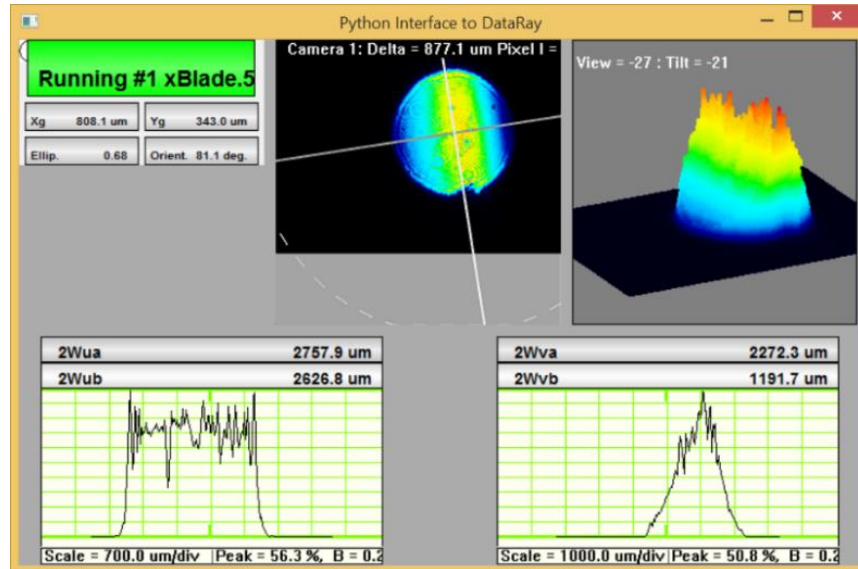 Python Interface to DataRay
Running #1 xBlade.5
Xg 808.1 um
Yg 343.0 um
Ellip. 0.68
Orient. 81.1 deg.
Camera 1: Delta = 877.1 um Pixel I =
View = -27 : Tilt = -21
2Wua 2757.9 um
2Wub 2626.8 um
Scale = 700.0 um/div Peak = 56.3 %, B = 0.2
2Wva 2272.3 um
2Wvb 1191.7 um
Scale = 1000.0 um/div Peak = 50.8 %, B = 0.2